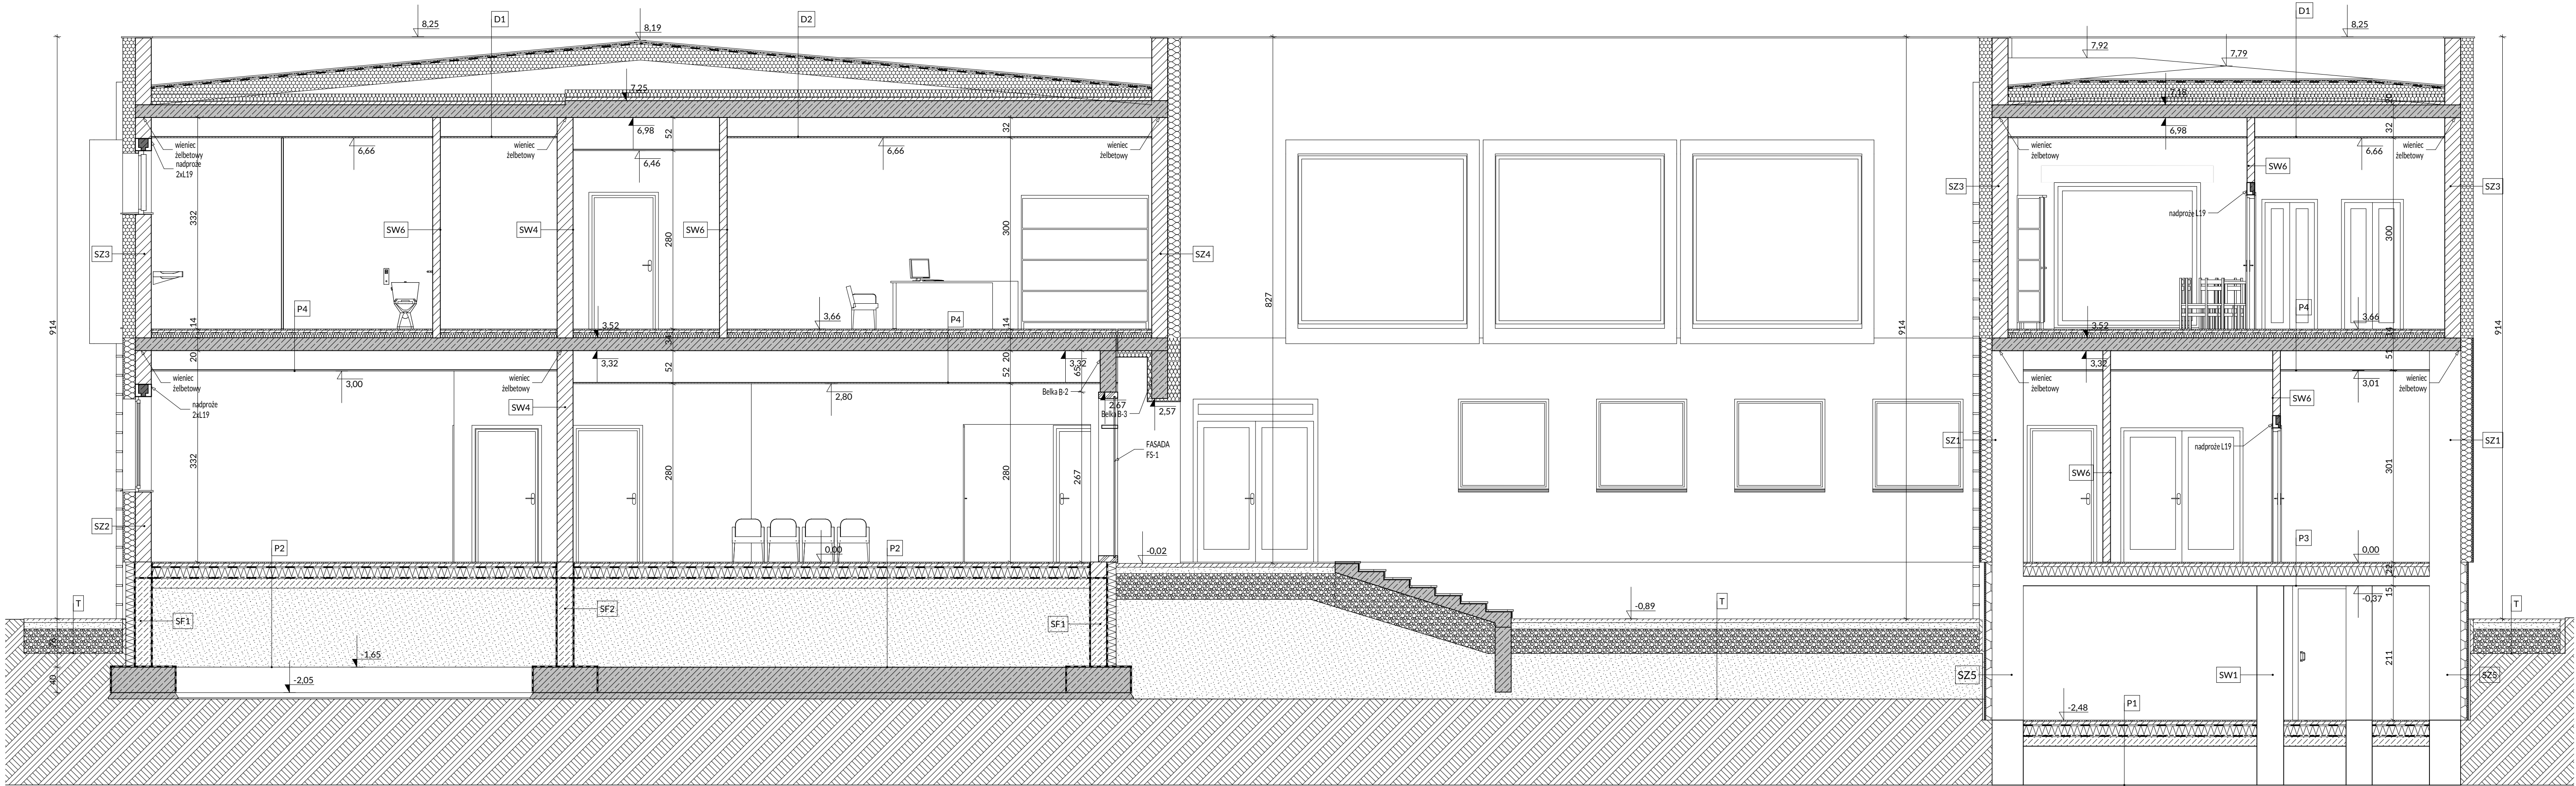 8,25
D1
8,19
D2
D1
8,25
7,92
7,79
7,25
7,18
20
6,98
52
32
6,98
32
wieniec
żelbetowy
nadproże
2xL19
6,66
wieniec
żelbetowy
6,46
6,66
wieniec
żelbetowy
wieniec
żelbetowy
SW6
6,66
wieniec
żelbetowy
SZ3
SZ3
332
SW6
SW4
280
SW6
300
nadproże L19
300
SZ3
SZ4
914
827
914
914
P4
14
3,52
3,66
P4
14
3,52
P4
3,66
14
20
34
52
3,32
52
20
65
3,32
3,32
51
wieniec
żelbetowy
3,00
wieniec
żelbetowy
2,80
Belka B-2
2,67
Belka B-3
2,57
wieniec
żelbetowy
3,01
wieniec
żelbetowy
nadproże
2xL19
SW4
SW6
FASADA
FS-1
SZ1
nadproże L19
SZ1
332
280
280
267
SW6
301
SZ2
P2
0,00
P2
-0,02
P3
0,00
22
15
-0,37
T
SF1
SF2
SF1
-0,89
T
T
-1,65
40
-2,05
SZ5
SW1
211
SZ5
-2,48
P1